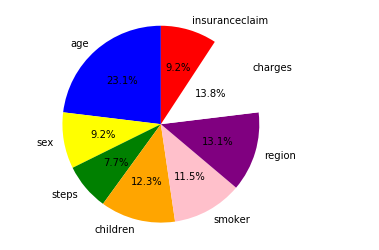 insuranceclaim
age
9.2%
charges
23.1%
13.8%
sex
9.2%
13.1%
region
7.7%
12.3%
11.5%
steps
smoker
children